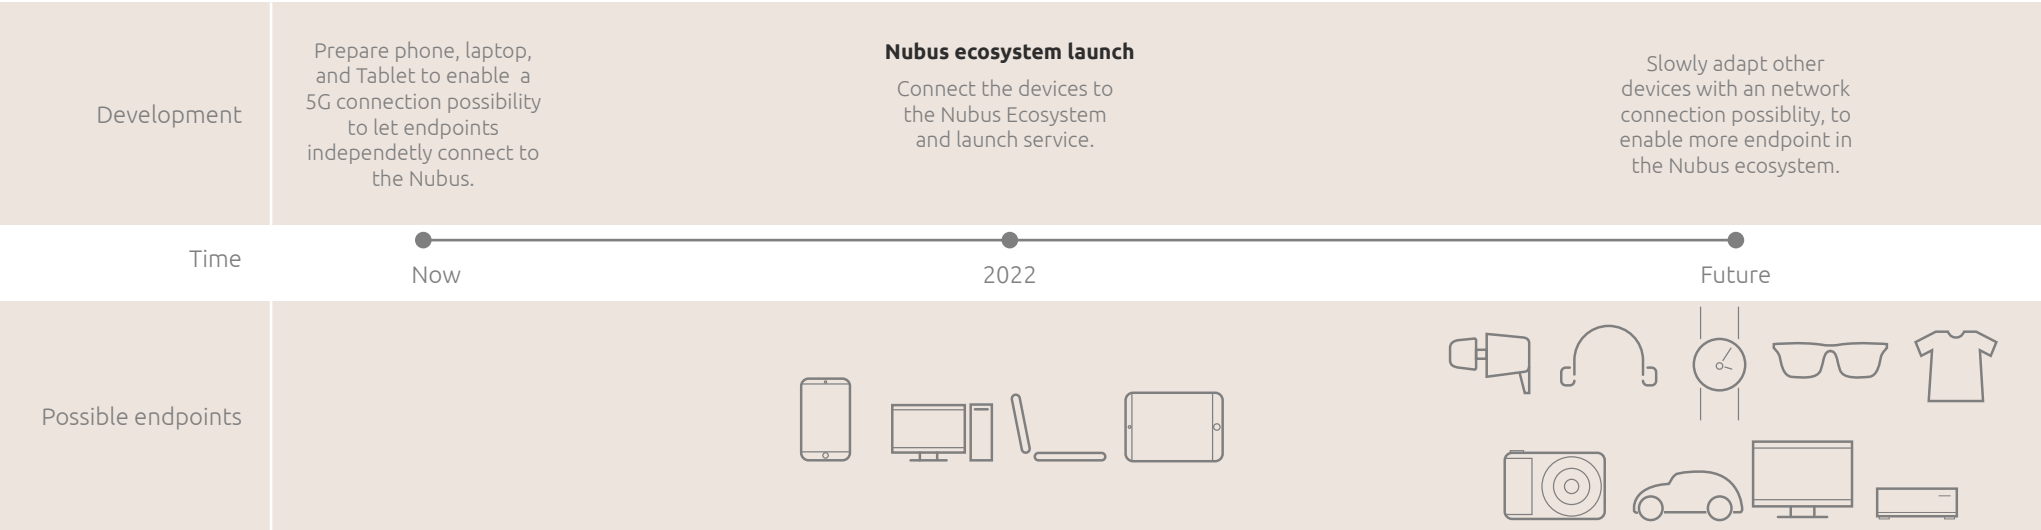 Development
Prepare phone, laptop,
and Tablet to enable  a
5G connection possibility
to let endpoints
independetly connect to
the Nubus.
Nubus ecosystem launch
Connect the devices to
the Nubus Ecosystem
and launch service.
Slowly adapt other
devices with an network
connection possiblity, to
enable more endpoint in
the Nubus ecosystem.
Time
Now
2022
Future
Possible endpoints